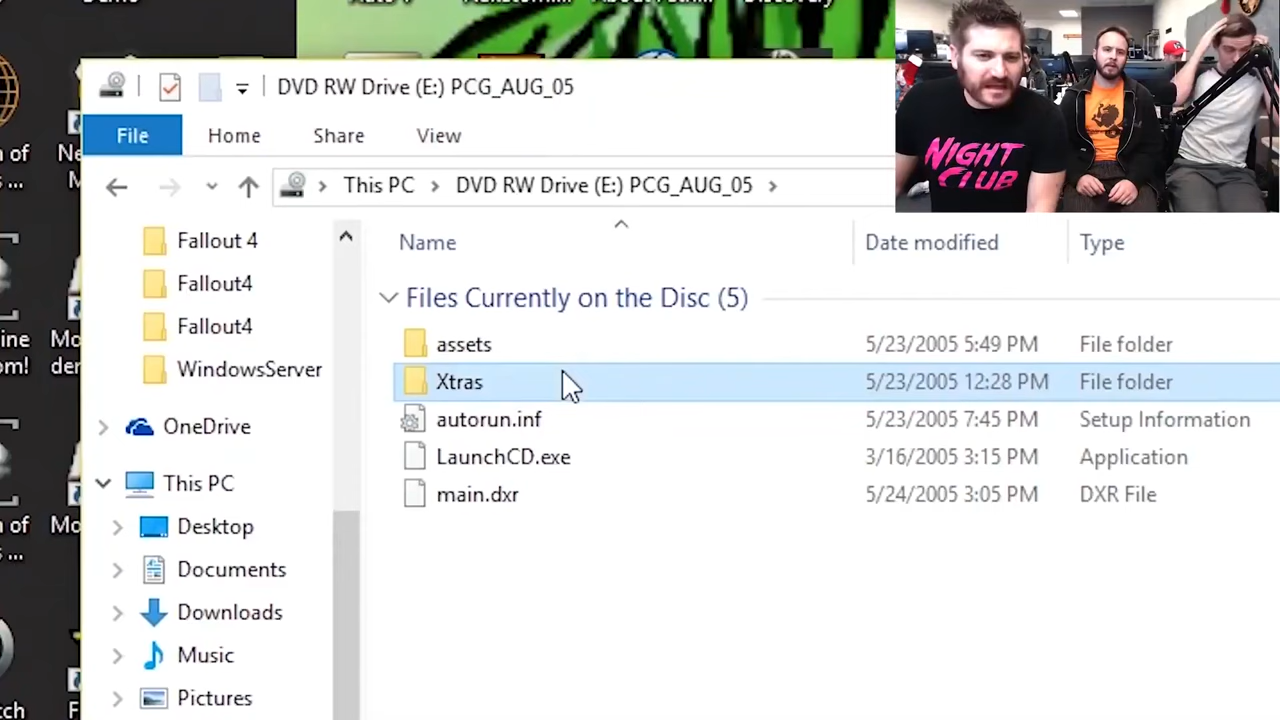 DVD RW Drive (E:) PCG_AUG_05
File Home Share View
This PC DVD RW Drive (E:) PCG_AUG_05
NIGHT
CLUB
Name Date modified Type
Files Currently on the Disc (5)
assets 5/23/2005 5:49 PM File folder
Xtras 5/23/2005 12:28 PM File folder
autorun.inf 5/23/2005 7:45 PM Setup Information
LaunchCD.exe 3/16/2005 3:15 PM Application
main.dxr 5/24/2005 3:05 PM DXR File
Fallout 4
Fallout4
Fallout4
WindowsServer
OneDrive
This PC
Desktop
Documents
Downloads
Music
Pictures